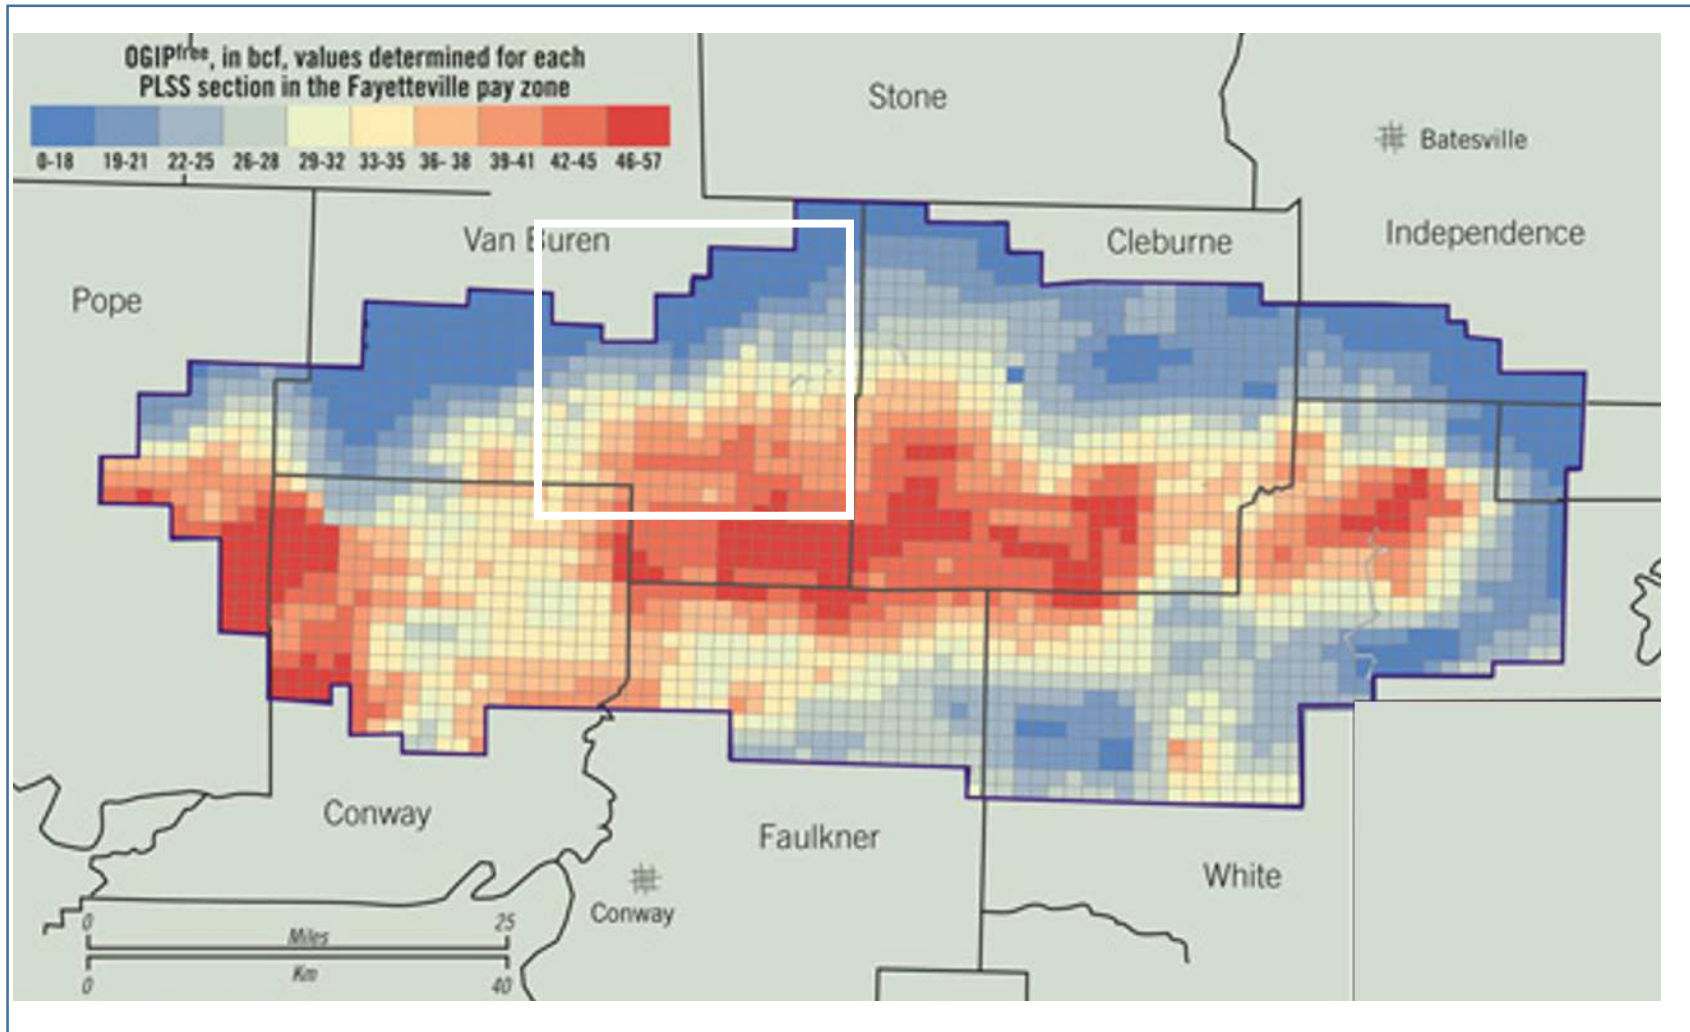 OGIPfree, in bcf, values determined for each
PLSS section in the Fayetteville pay zone
0-18 19-21 22-25 26-28 29-32 33-35 36- 38 39-41 42-45 46-57
Stone
Batesville
Van Buren
Cleburne
Independence
Pope
Conway
Faulkner
White
Conway
0 25
Miles
Km
0 40